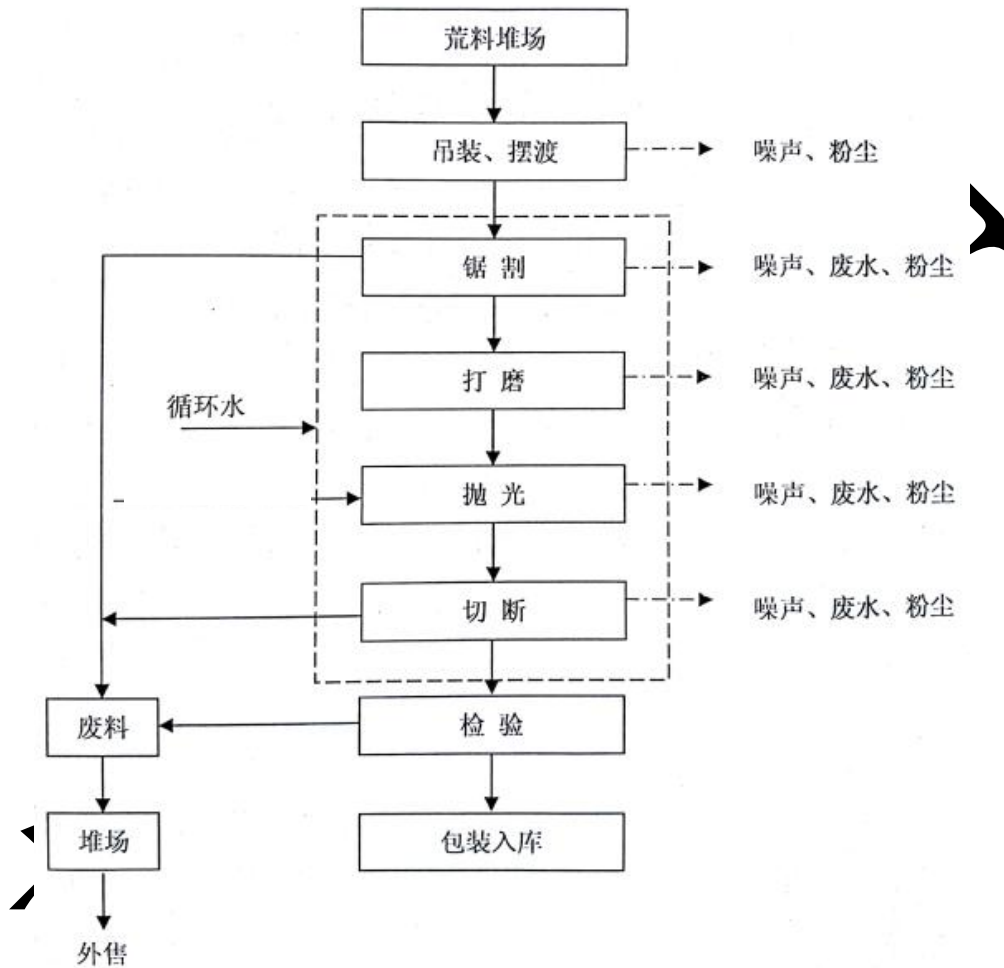 荒料堆场
吊装、摆渡
噪声、粉尘
锯割
噪声、废水、粉尘
打磨
噪声、废水、粉尘
循环水
抛光
噪声、废水、粉尘
切断
噪声、废水、粉尘
废料
检验
堆场
包装入库
外售